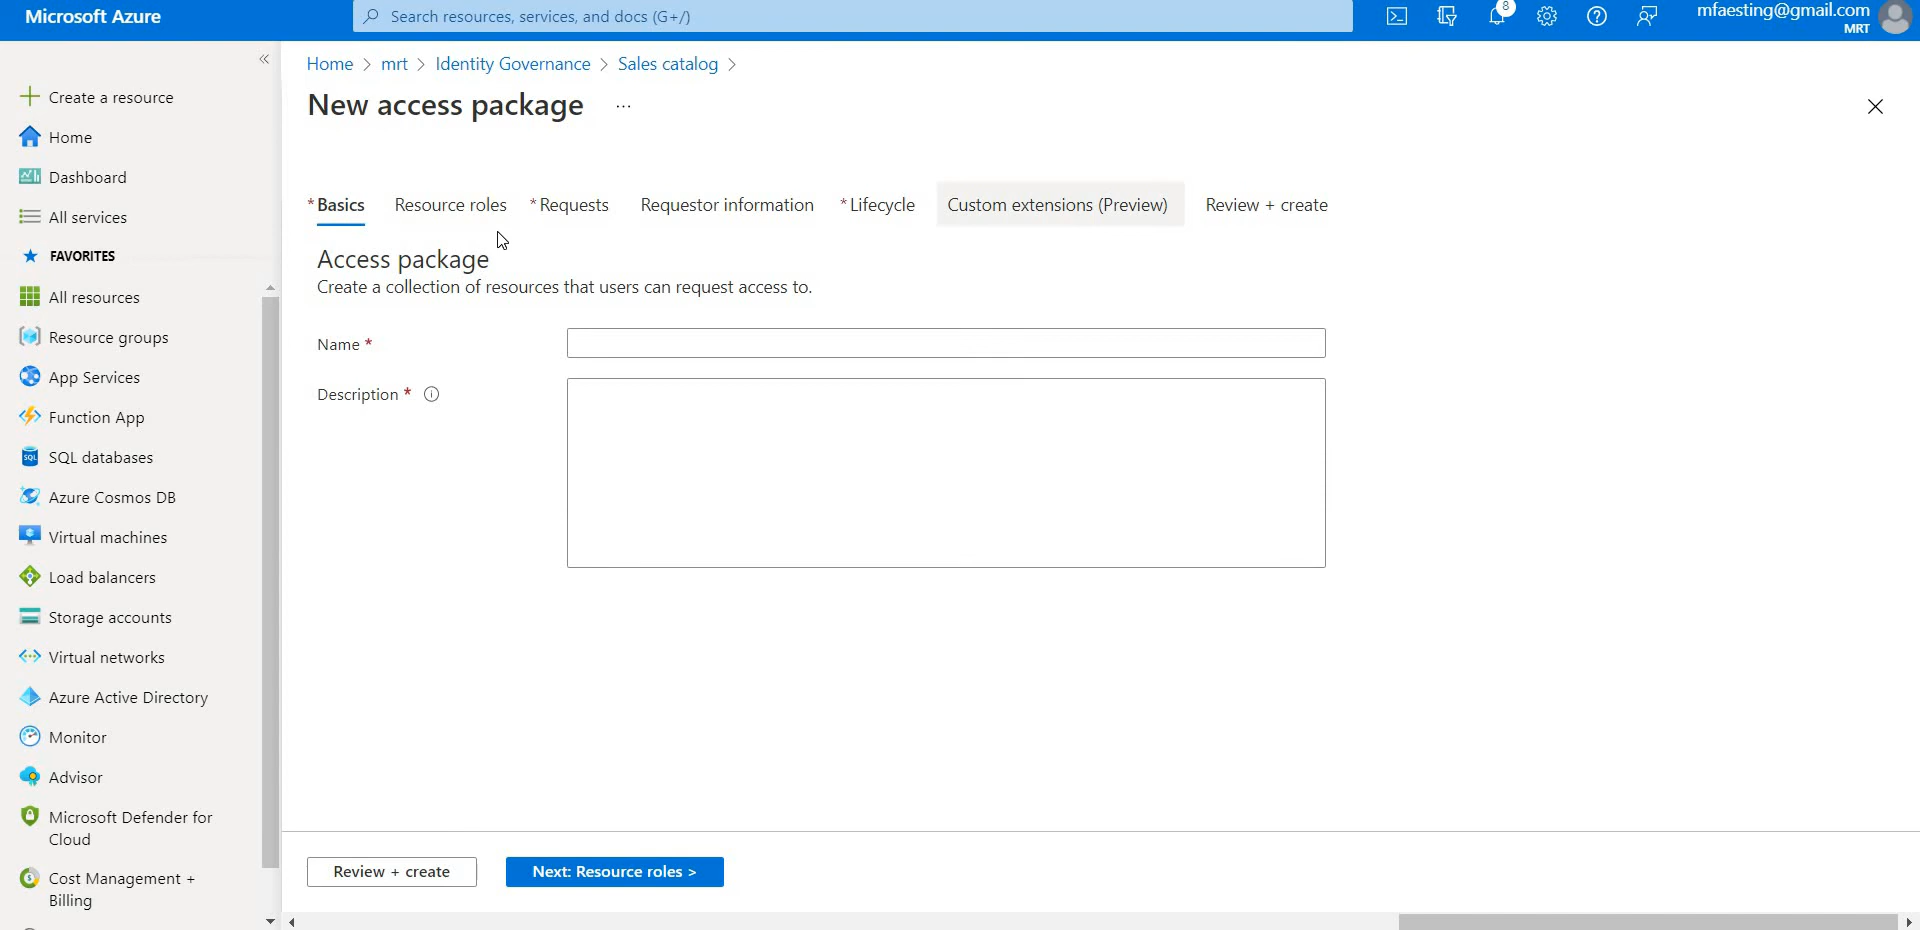 Microsoft Azure
Search resources, services, and docs (G+/)
8
mfaesting@gmail.com
MRT
Create a resource
Home
Dashboard
All services
FAVORITES
All resources
Resource groups
App Services
Function App
SQL databases
Azure Cosmos DB
Virtual machines
Load balancers
Storage accounts
Virtual networks
Azure Active Directory
Monitor
Advisor
Microsoft Defender for
Cloud
Cost Management +
Billing
Home > mrt > Identity Governance > Sales catalog >
New access package ...
* Basics Resource roles * Requests Requestor information * Lifecycle Custom extensions (Preview) Review + create
Access package
Create a collection of resources that users can request access to.
Name *
Description *
Review + create
Next: Resource roles >